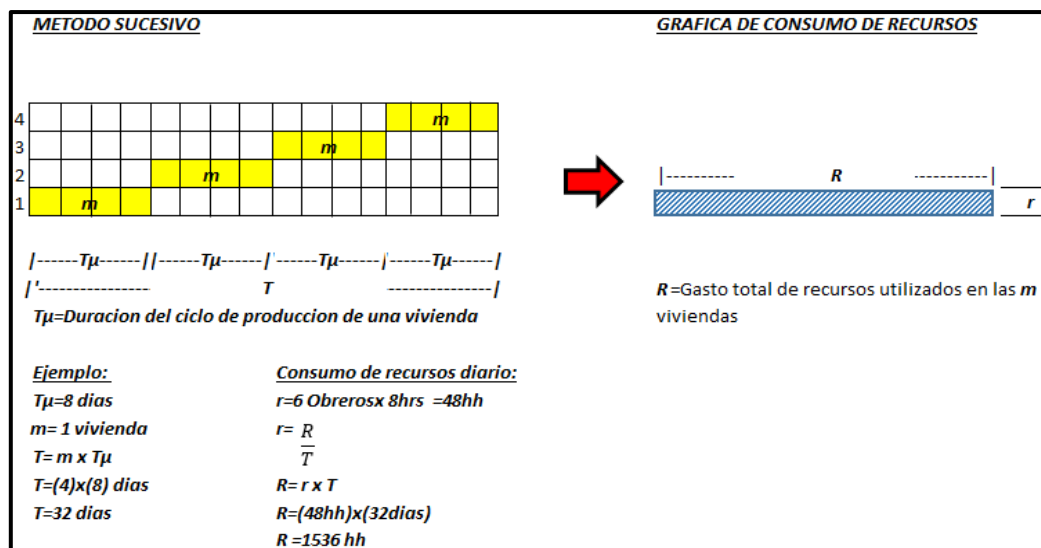 METODO SUCESIVO
GRAFICA DE CONSUMO DE RECURSOS
4 m
3 m
2 m
1 m
|----------- R -----------|
r
|------Tμ------||------Tμ------|'------Tμ------|------Tμ------|
|'----------------- T ---------------|
Tμ=Duracion del ciclo de produccion de una vivienda
R=Gasto total de recursos utilizados en las m
viviendas
Ejemplo:
Tμ=8 dias
m= 1 vivienda
T= m x Tμ
T=(4)x(8) dias
T=32 dias
Consumo de recursos diario:
r=6 Obrerosx 8hrs =48hh
r= R
T
R= r x T
R=(48hh)x(32dias)
R =1536 hh